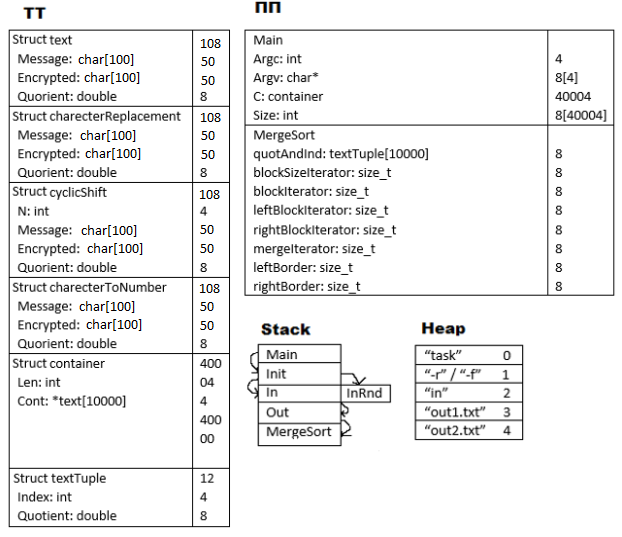 ТТ
Struct text 108
Message: char[100] 50
Encrypted: char[100] 50
Quorient: double 8
Struct charecterReplacement 108
Message: char[100] 50
Encrypted: char[100] 50
Quorient: double 8
Struct cyclicShift 108
N: int 4
Message: char[100] 50
Encrypted: char[100] 50
Quorient: double 8
Struct charecterToNumber 108
Message: char[100] 50
Encrypted: char[100] 50
Quorient: double 8
Struct container 400
Len: int 04
Cont: *text[10000] 4
400
00
Struct textTuple 12
Index: int 4
Quotient: double 8
ПП
Main
Argc: int 4
Argv: char* 8[4]
C: container 40004
Size: int 8[40004]
MergeSort
quotAndInd: textTuple[10000] 8
blockSizeIterator: size_t 8
blockIterator: size_t 8
leftBlockIterator: size_t 8
rightBlockIterator: size_t 8
mergeIterator: size_t 8
leftBorder: size_t 8
rightBorder: size_t 8
Stack
Main
Init
In InRnd
Out
MergeSort
Heap
“task” 0
“-r” / “-f” 1
“in” 2
“out1.txt” 3
“out2.txt” 4